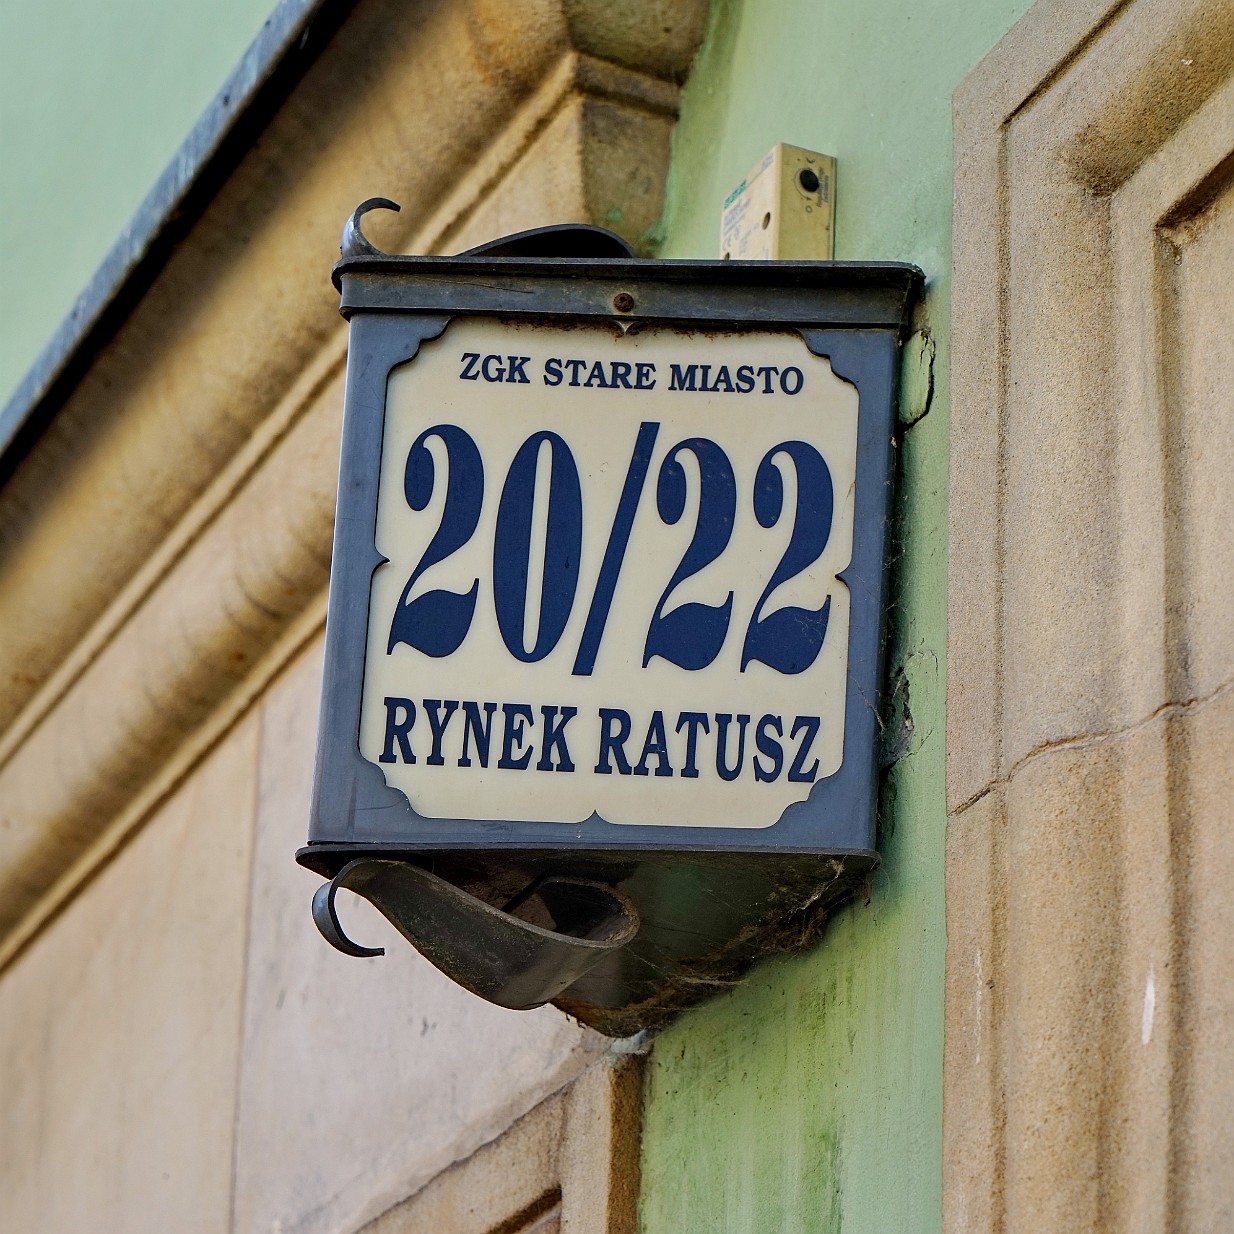 ZGK STARE MIASTO
20/22
RYNEK RATUSZ